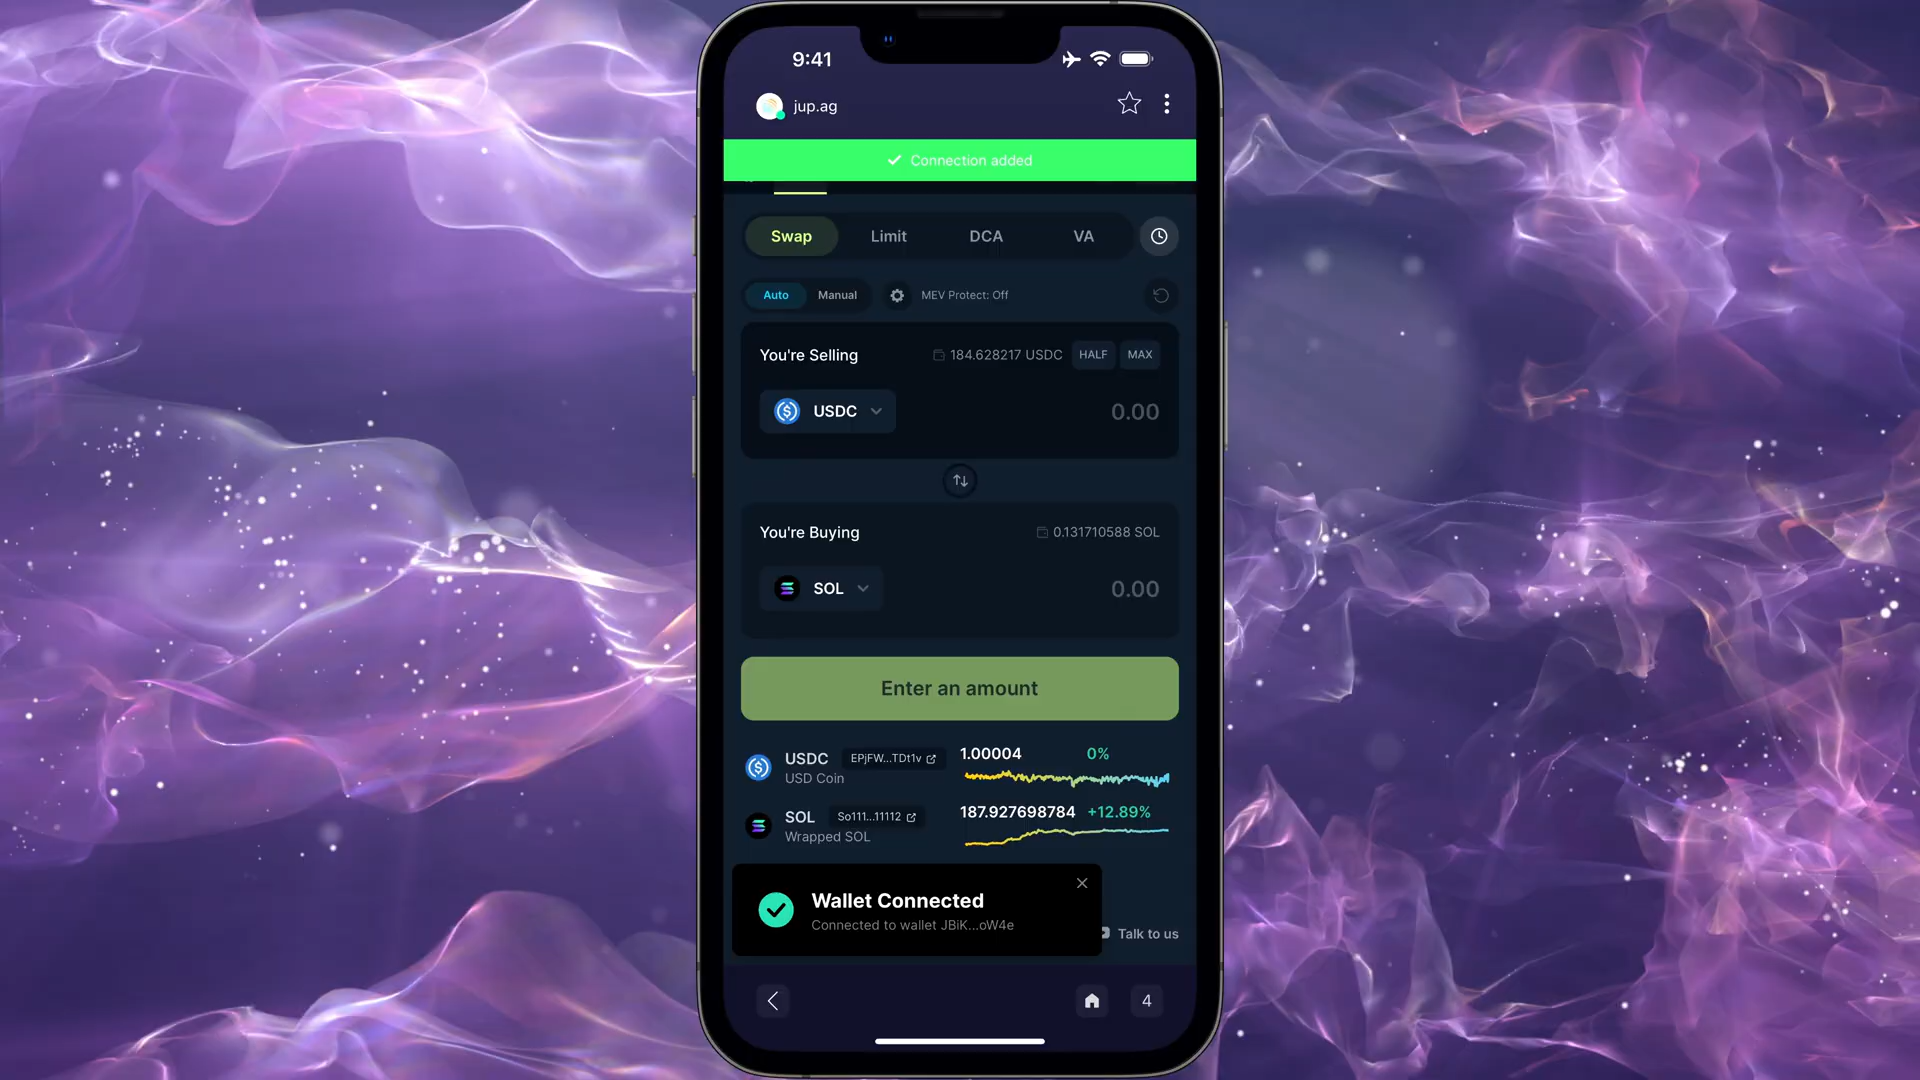 9:41
jup.ag
Connection added
Swap Limit DCA VA
Auto Manual MEV Protect: Off
You're Selling 184.628217 USDC HALF MAX
USDC 0.00
You're Buying 0.131710588 SOL
SOL 0.00
Enter an amount
USDC EPjFW...TDt1v 1.00004 0%
USD Coin
SOL So111...11112 187.927698784 +12.89%
Wrapped SOL
Wallet Connected
Connected to wallet JBiK...oW4e
Talk to us
4